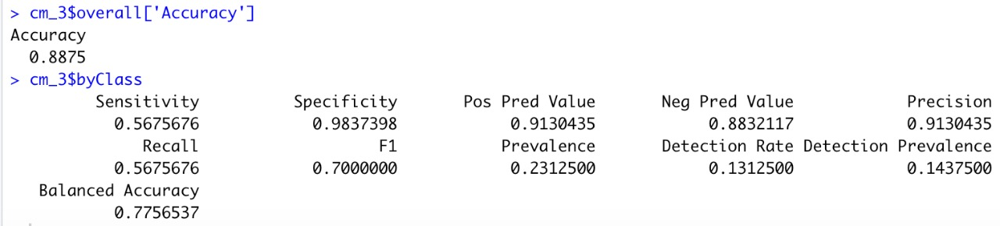 > cm_3$overall['Accuracy']
Accuracy
0.8875
> cm_3$byClass
Sensitivity Specificity Pos Pred Value Neg Pred Value Precision
0.5675676 0.9837398 0.9130435 0.8832117 0.9130435
Recall F1 Prevalence Detection Rate Detection Prevalence
0.5675676 0.7000000 0.2312500 0.1312500 0.1437500
Balanced Accuracy
0.7756537